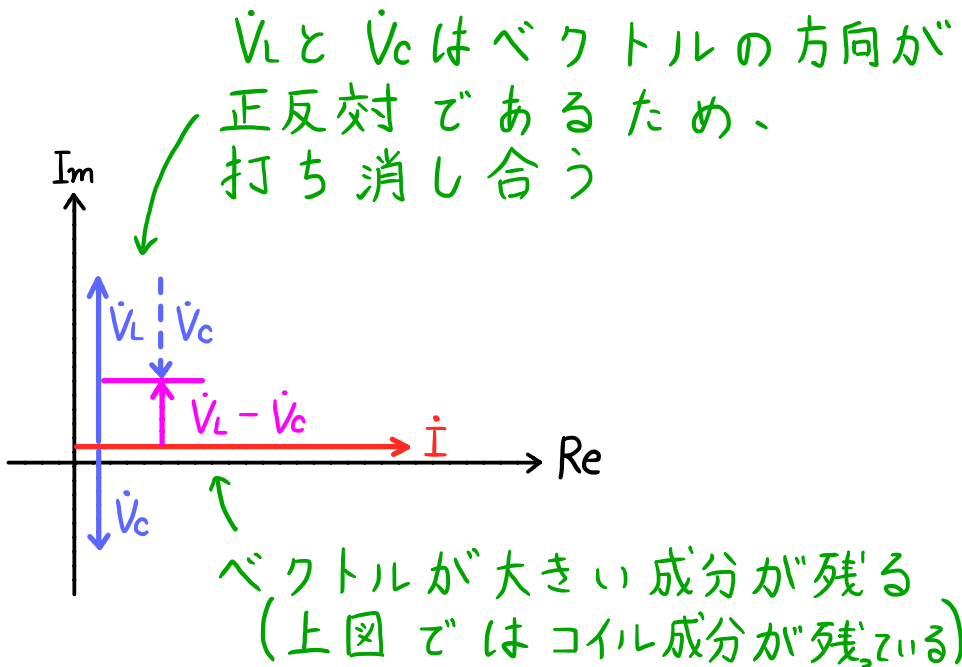 V̇LとV̇Cはベクトルの方向が
正反対であるため、
打ち消し合う
Im
V̇L
V̇C
V̇L − V̇C
İ
Re
V̇C
ベクトルが大きい成分が残る
(上図ではコイル成分が残っている)